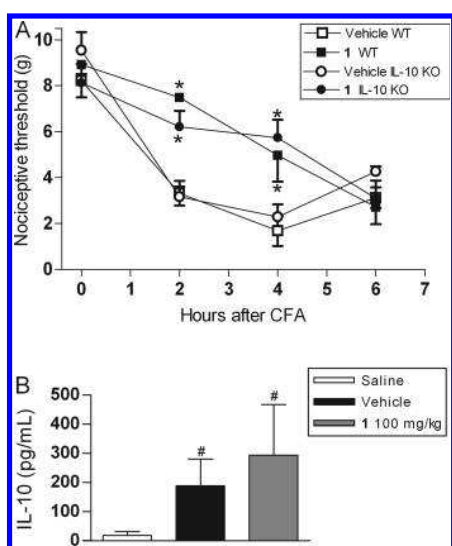 A
Nociceptive threshold (g)
10
8
6
4
2
0
Vehicle WT
1 WT
Vehicle IL-10 KO
1 IL-10 KO
*
*
*
*
0 1 2 3 4 5 6 7
Hours after CFA
B
IL-10 (pg/mL)
500
400
300
200
100
0
#
#
Saline
Vehicle
1 100 mg/kg